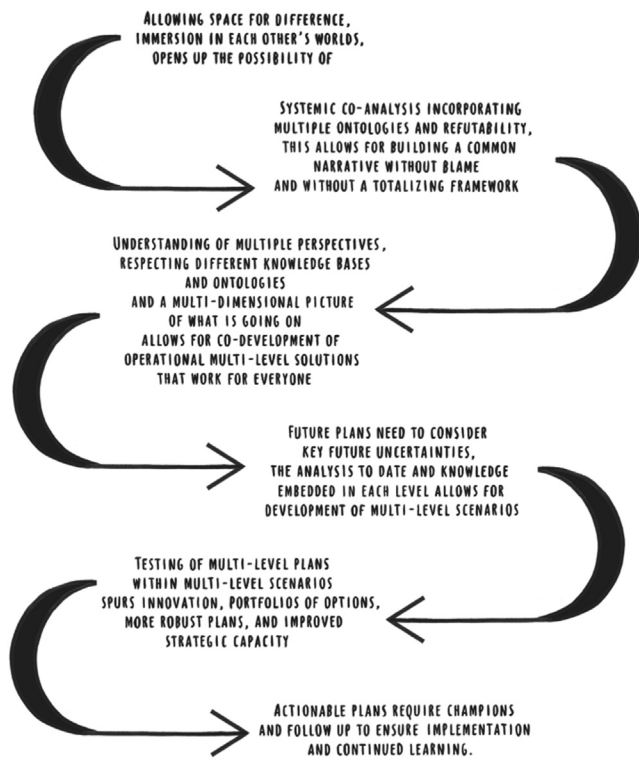 ALLOWING SPACE FOR DIFFERENCE,
IMMERSION IN EACH OTHER'S WORLDS,
OPENS UP THE POSSIBILITY OF
SYSTEMIC CO-ANALYSIS INCORPORATING
MULTIPLE ONTOLOGIES AND REFUTABILITY,
THIS ALLOWS FOR BUILDING A COMMON
NARRATIVE WITHOUT BLAME
AND WITHOUT A TOTALIZING FRAMEWORK
UNDERSTANDING OF MULTIPLE PERSPECTIVES,
RESPECTING DIFFERENT KNOWLEDGE BASES
AND ONTOLOGIES
AND A MULTI-DIMENSIONAL PICTURE
OF WHAT IS GOING ON
ALLOWS FOR CO-DEVELOPMENT OF
OPERATIONAL MULTI-LEVEL SOLUTIONS
THAT WORK FOR EVERYONE
FUTURE PLANS NEED TO CONSIDER
KEY FUTURE UNCERTAINTIES,
THE ANALYSIS TO DATE AND KNOWLEDGE
EMBEDDED IN EACH LEVEL ALLOWS FOR
DEVELOPMENT OF MULTI-LEVEL SCENARIOS
TESTING OF MULTI-LEVEL PLANS
WITHIN MULTI-LEVEL SCENARIOS
SPURS INNOVATION, PORTFOLIOS OF OPTIONS,
MORE ROBUST PLANS, AND IMPROVED
STRATEGIC CAPACITY
ACTIONABLE PLANS REQUIRE CHAMPIONS
AND FOLLOW UP TO ENSURE IMPLEMENTATION
AND CONTINUED LEARNING.